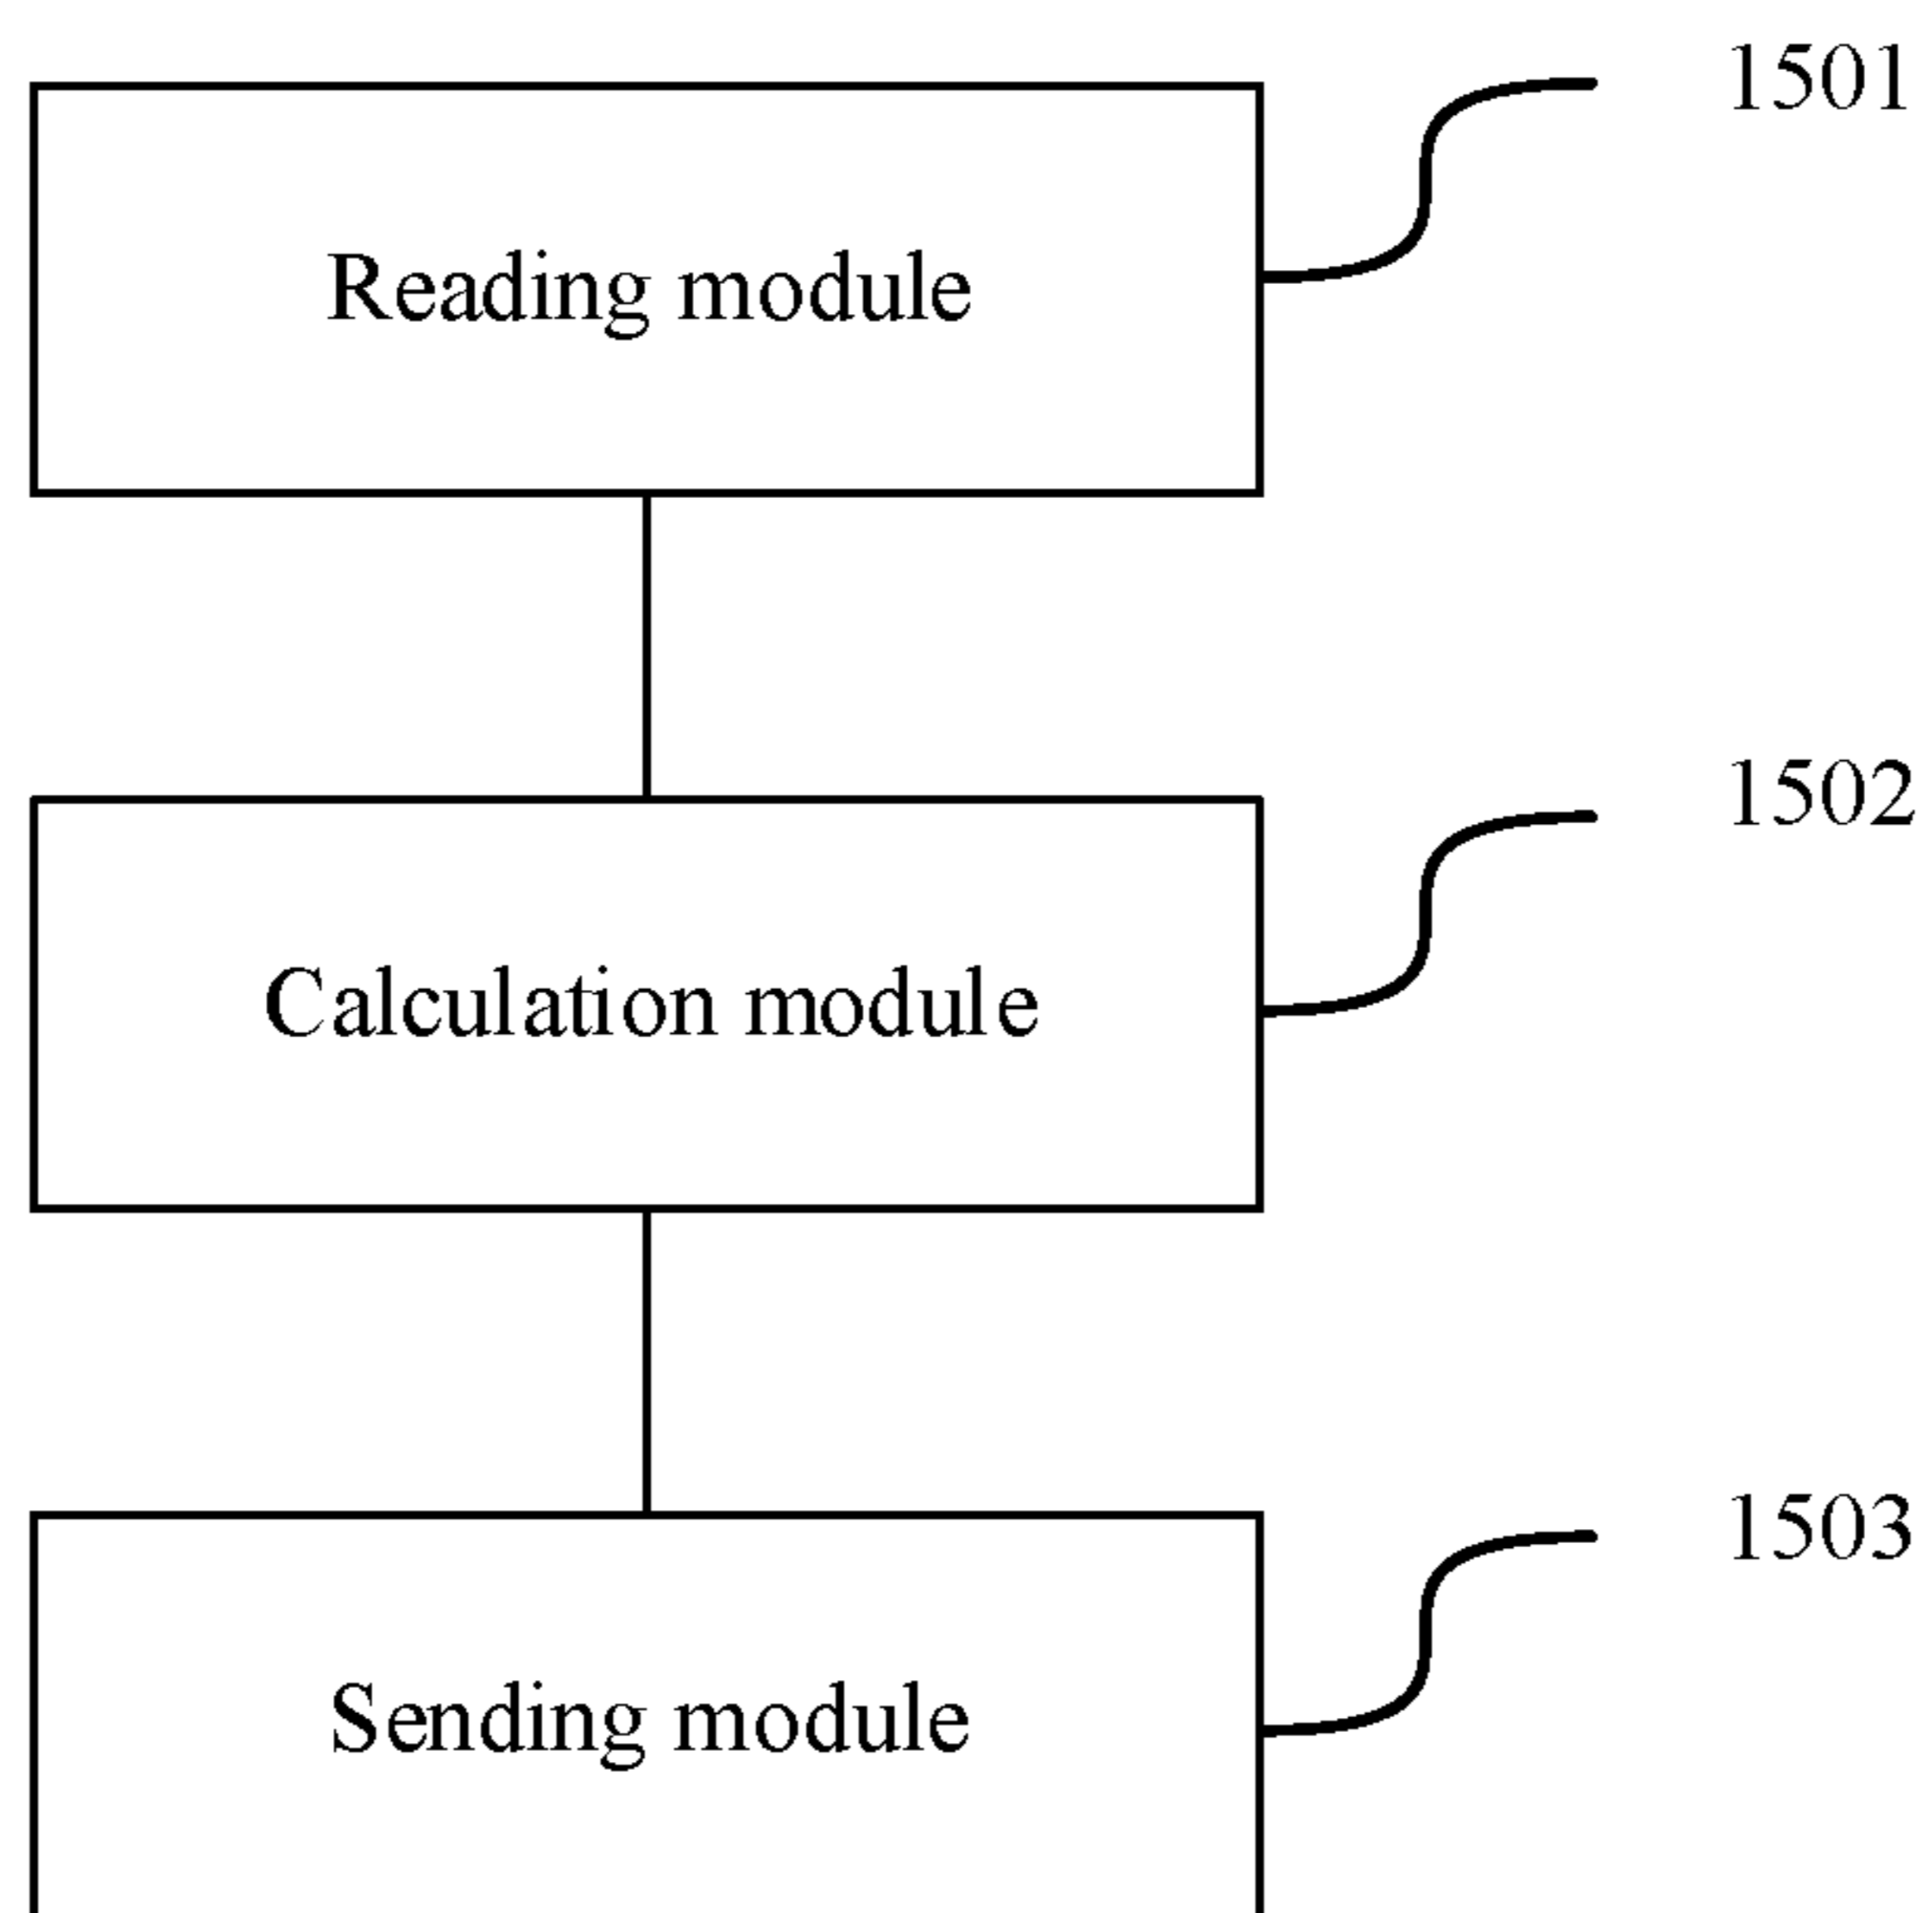 1501
Reading module
1502
Calculation module
1503
Sending module